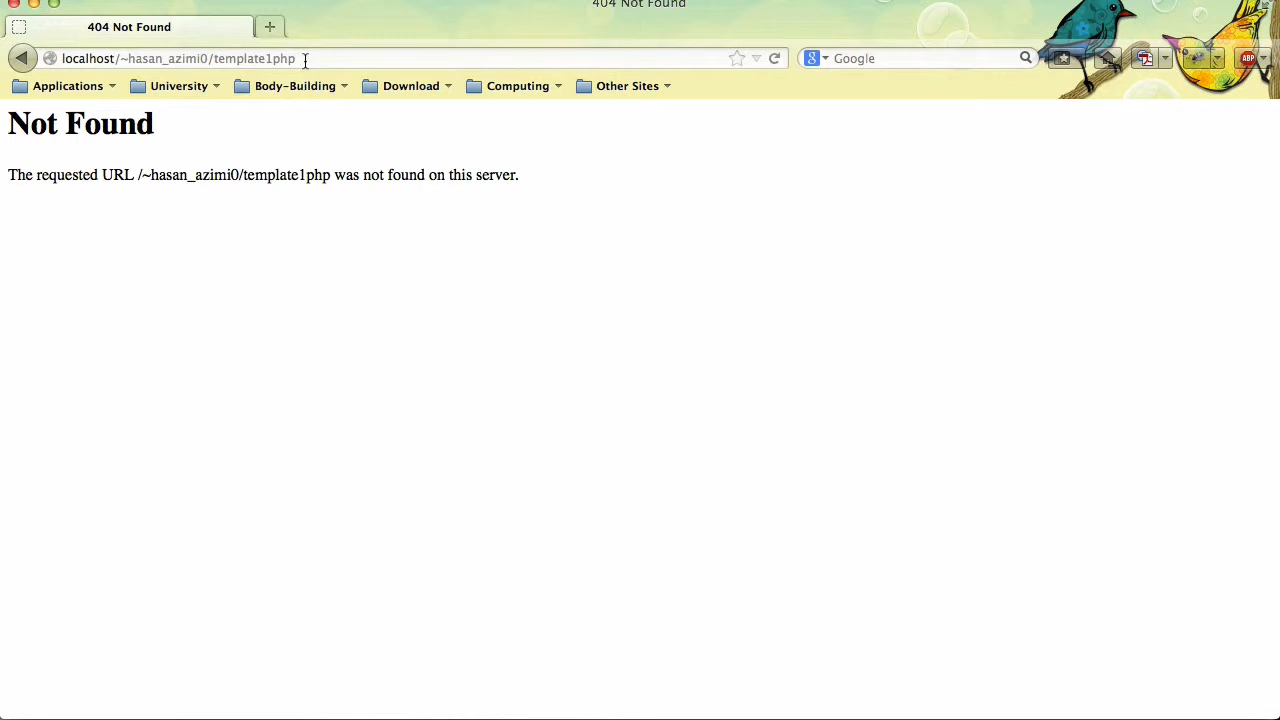 404 Not Found
404 Not Found
localhost/~hasan_azimi0/template1php
Google
ABP
Applications University Body-Building Download Computing Other Sites
Not Found
The requested URL /~hasan_azimi0/template1php was not found on this server.